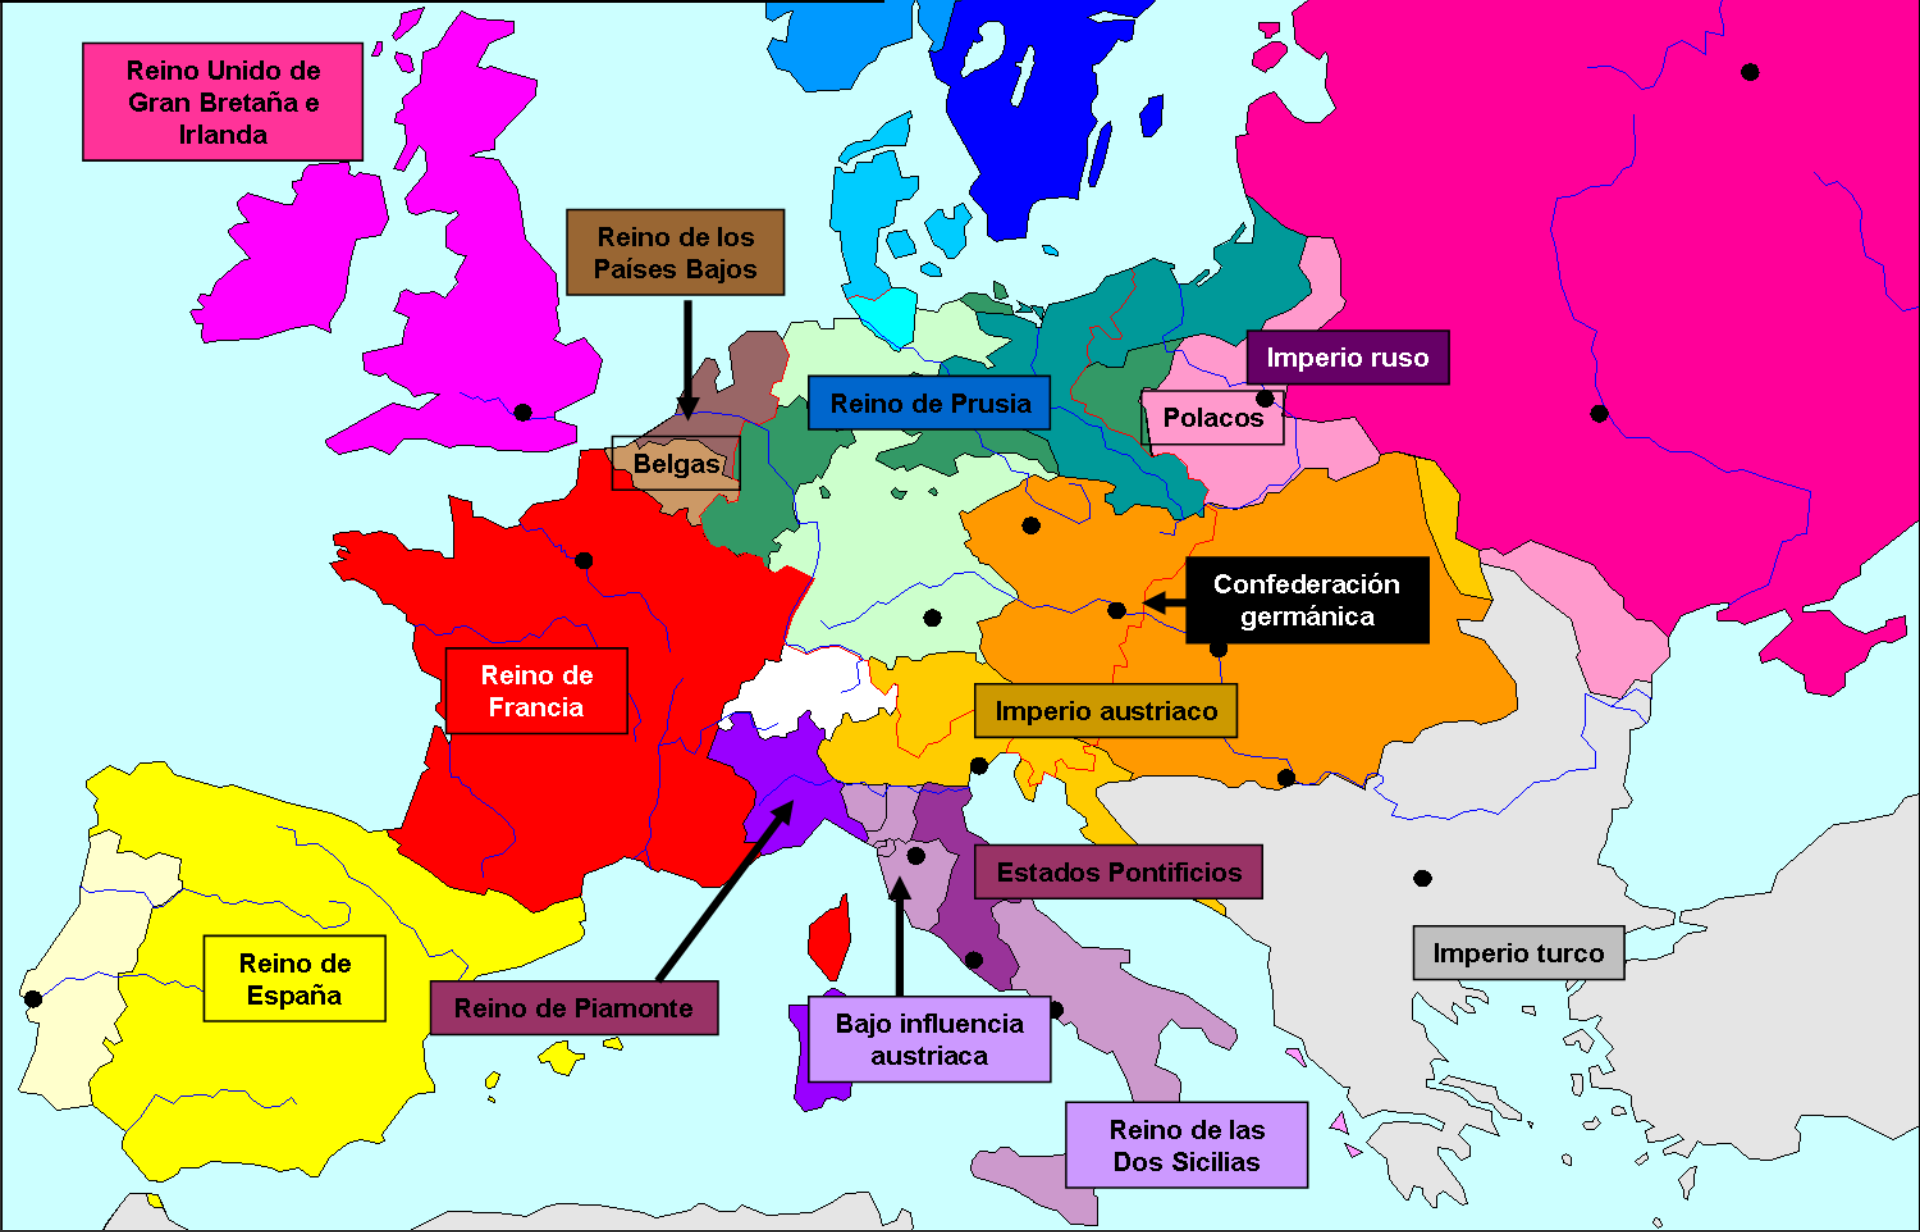 Reino Unido de
Gran Bretaña e
Irlanda
Reino de los
Países Bajos
Imperio ruso
Reino de Prusia
Polacos
Belgas
Confederación
germánica
Reino de
Francia
Imperio austriaco
Estados Pontificios
Reino de
España
Imperio turco
Reino de Piamonte
Bajo influencia
austriaca
Reino de las
Dos Sicilias